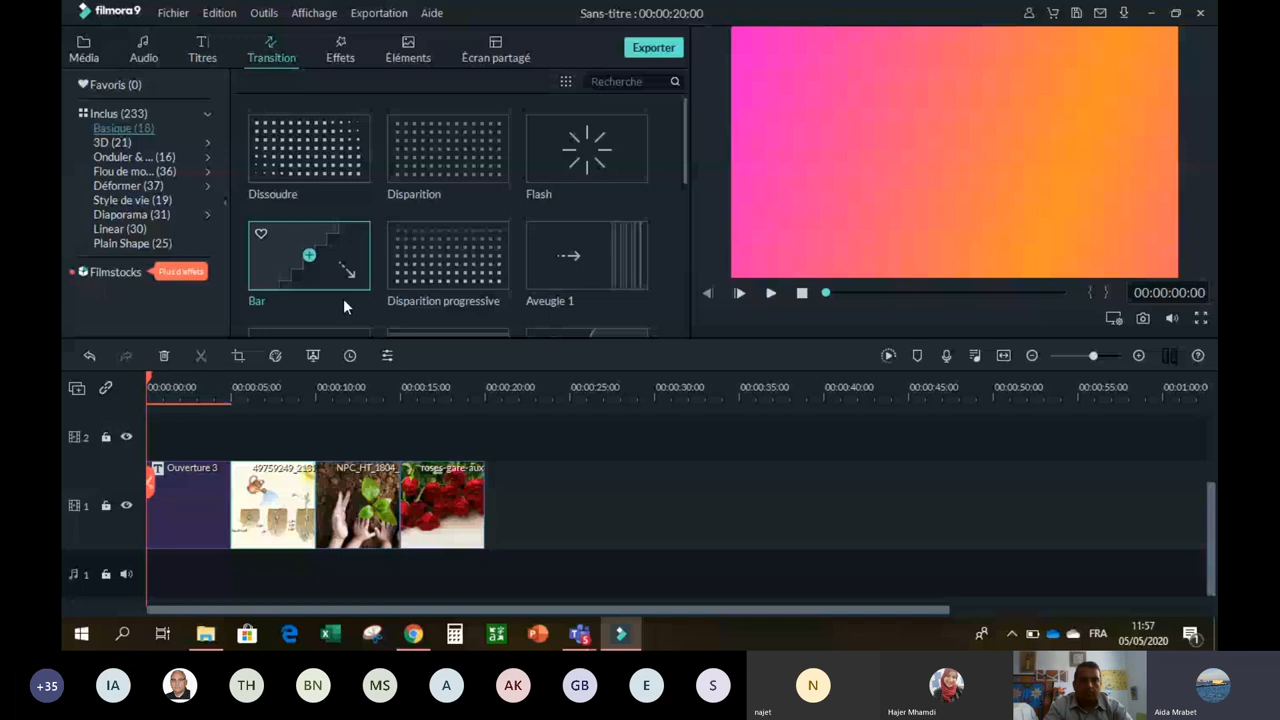 filmora 9 Fichier Edition Outils Affichage Exportation Aide Sans-titre : 00:00:20:00
Média Audio Titres Transition Effets Éléments Écran partagé Exporter
Favoris (0) Recherche
Inclus (233)
Basique (18)
3D (21)
Onduler & ... (16)
Flou de mo... (36)
Déformer (37)
Style de vie (19)
Diaporama (31)
Linear (30)
Plain Shape (25)
Filmstocks Plus d'effets
Dissoudre Disparition Flash
Bar Disparition progressive Aveugle 1
00:00:00:00
00:00:00:00 00:00:05:00 00:00:10:00 00:00:15:00 00:00:20:00 00:00:25:00 00:00:30:00 00:00:35:00 00:00:40:00 00:00:45:00 00:00:50:00 00:00:55:00 00:01:00:0
2
T Ouverture 3 NPC_HT_1804_ roses-gare-aux
1
1
FRA 11:57
05/05/2020
+35 IA TH BN MS A AK GB E S N
najet Hajer Mhamdi Aida Mrabet